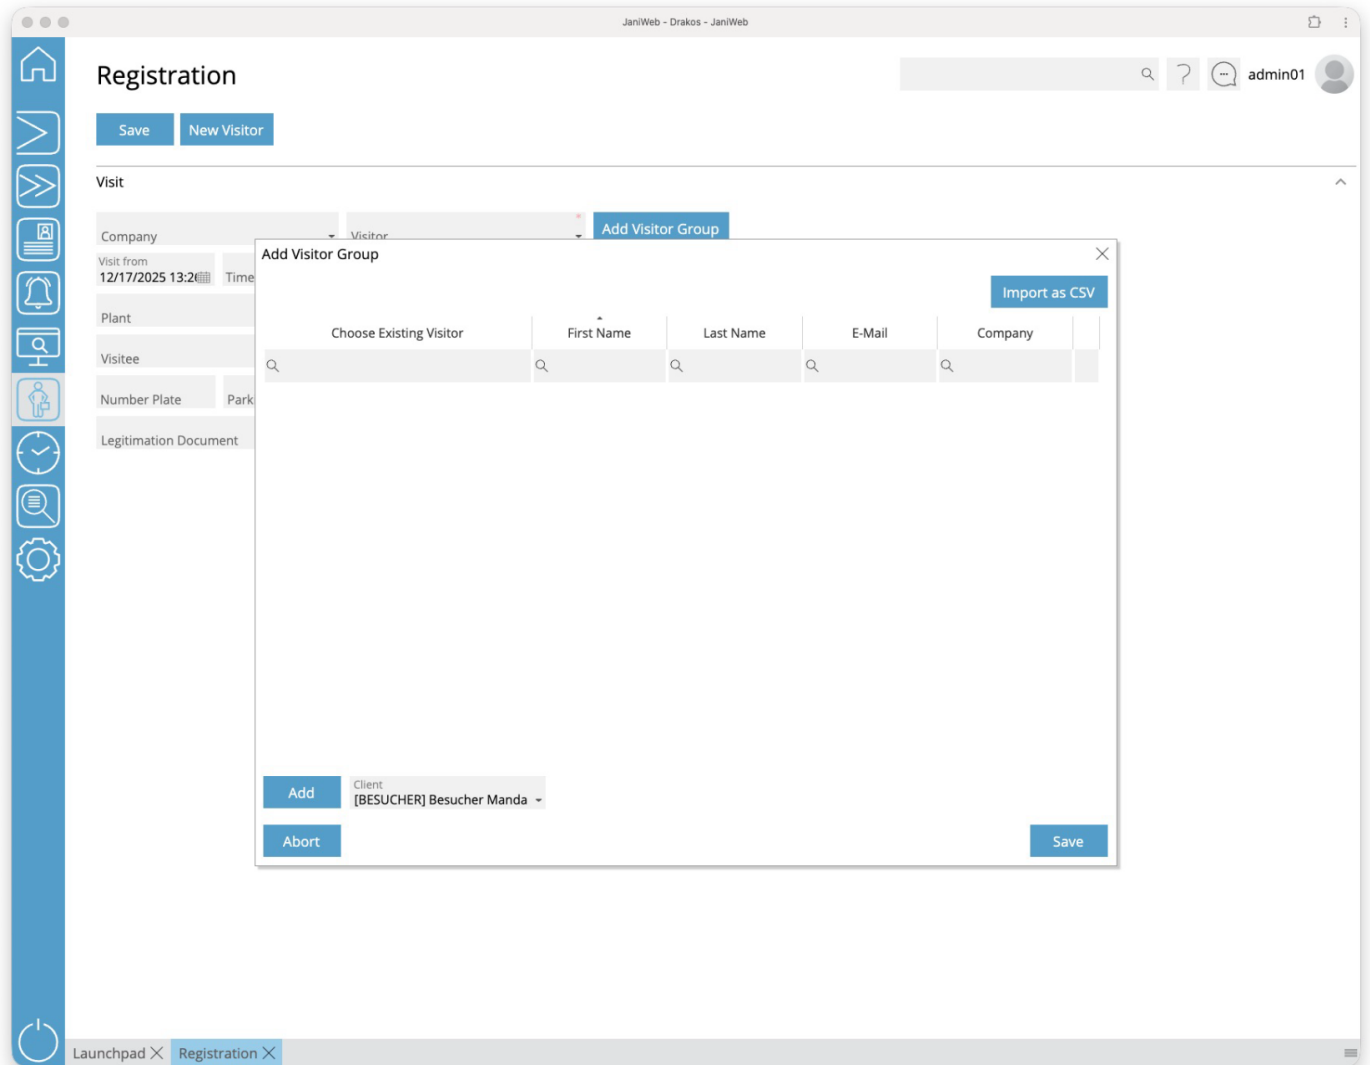 JaniWeb - Drakos - JaniWeb
Registration
admin01
Save
New Visitor
Visit
Company
Visitor
*
Add Visitor Group
Visit from
12/17/2025 13:2
Time
Plant
Visitee
Number Plate
Park
Legitimation Document
Add Visitor Group
Import as CSV
Choose Existing Visitor
First Name
Last Name
E-Mail
Company
Add
Client
[BESUCHER] Besucher Manda
Abort
Save
Launchpad
Registration